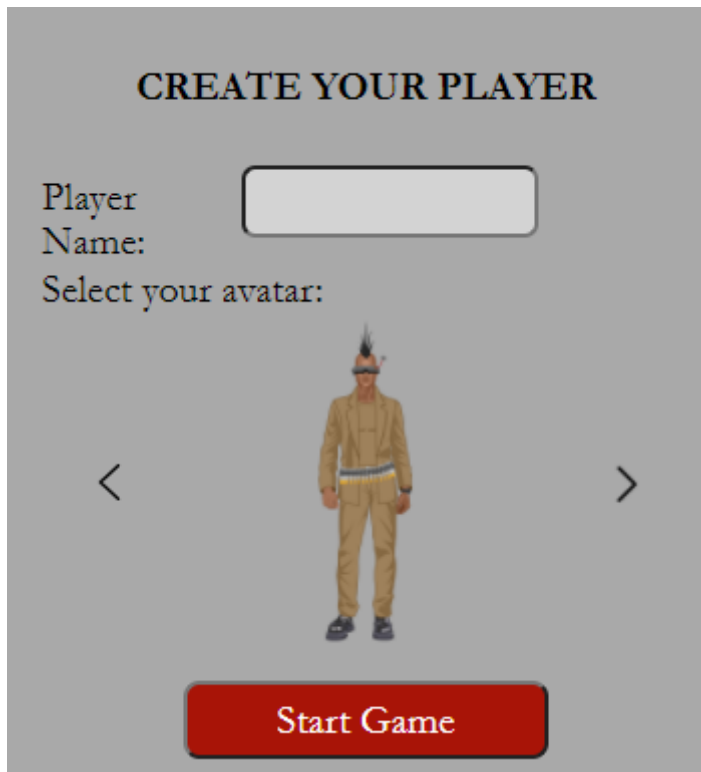 CREATE YOUR PLAYER
Player
Name:
Select your avatar:
Start Game